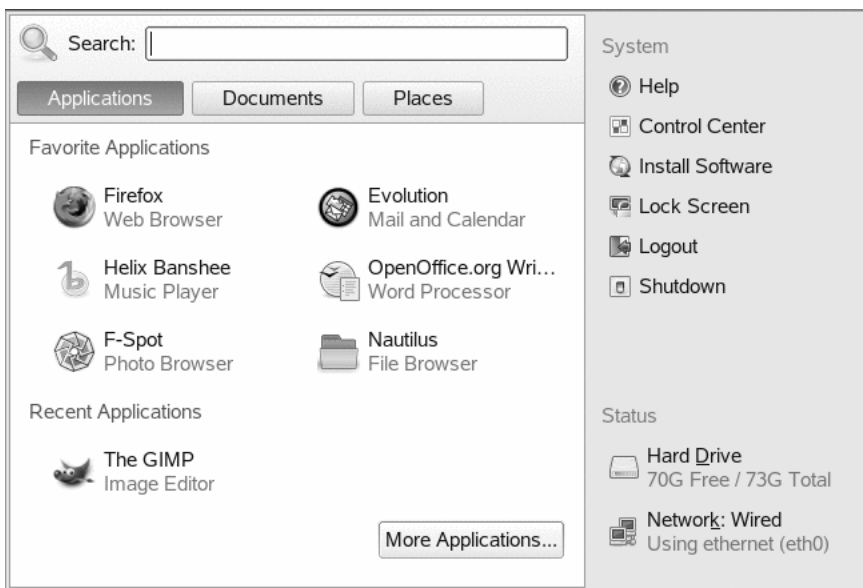 Search:
Applications
Documents
Places
Favorite Applications
Firefox
Web Browser
Evolution
Mail and Calendar
Helix Banshee
Music Player
OpenOffice.org Wri...
Word Processor
F-Spot
Photo Browser
Nautilus
File Browser
Recent Applications
The GIMP
Image Editor
More Applications...
System
Help
Control Center
Install Software
Lock Screen
Logout
Shutdown
Status
Hard Drive
70G Free / 73G Total
Network: Wired
Using ethernet (eth0)